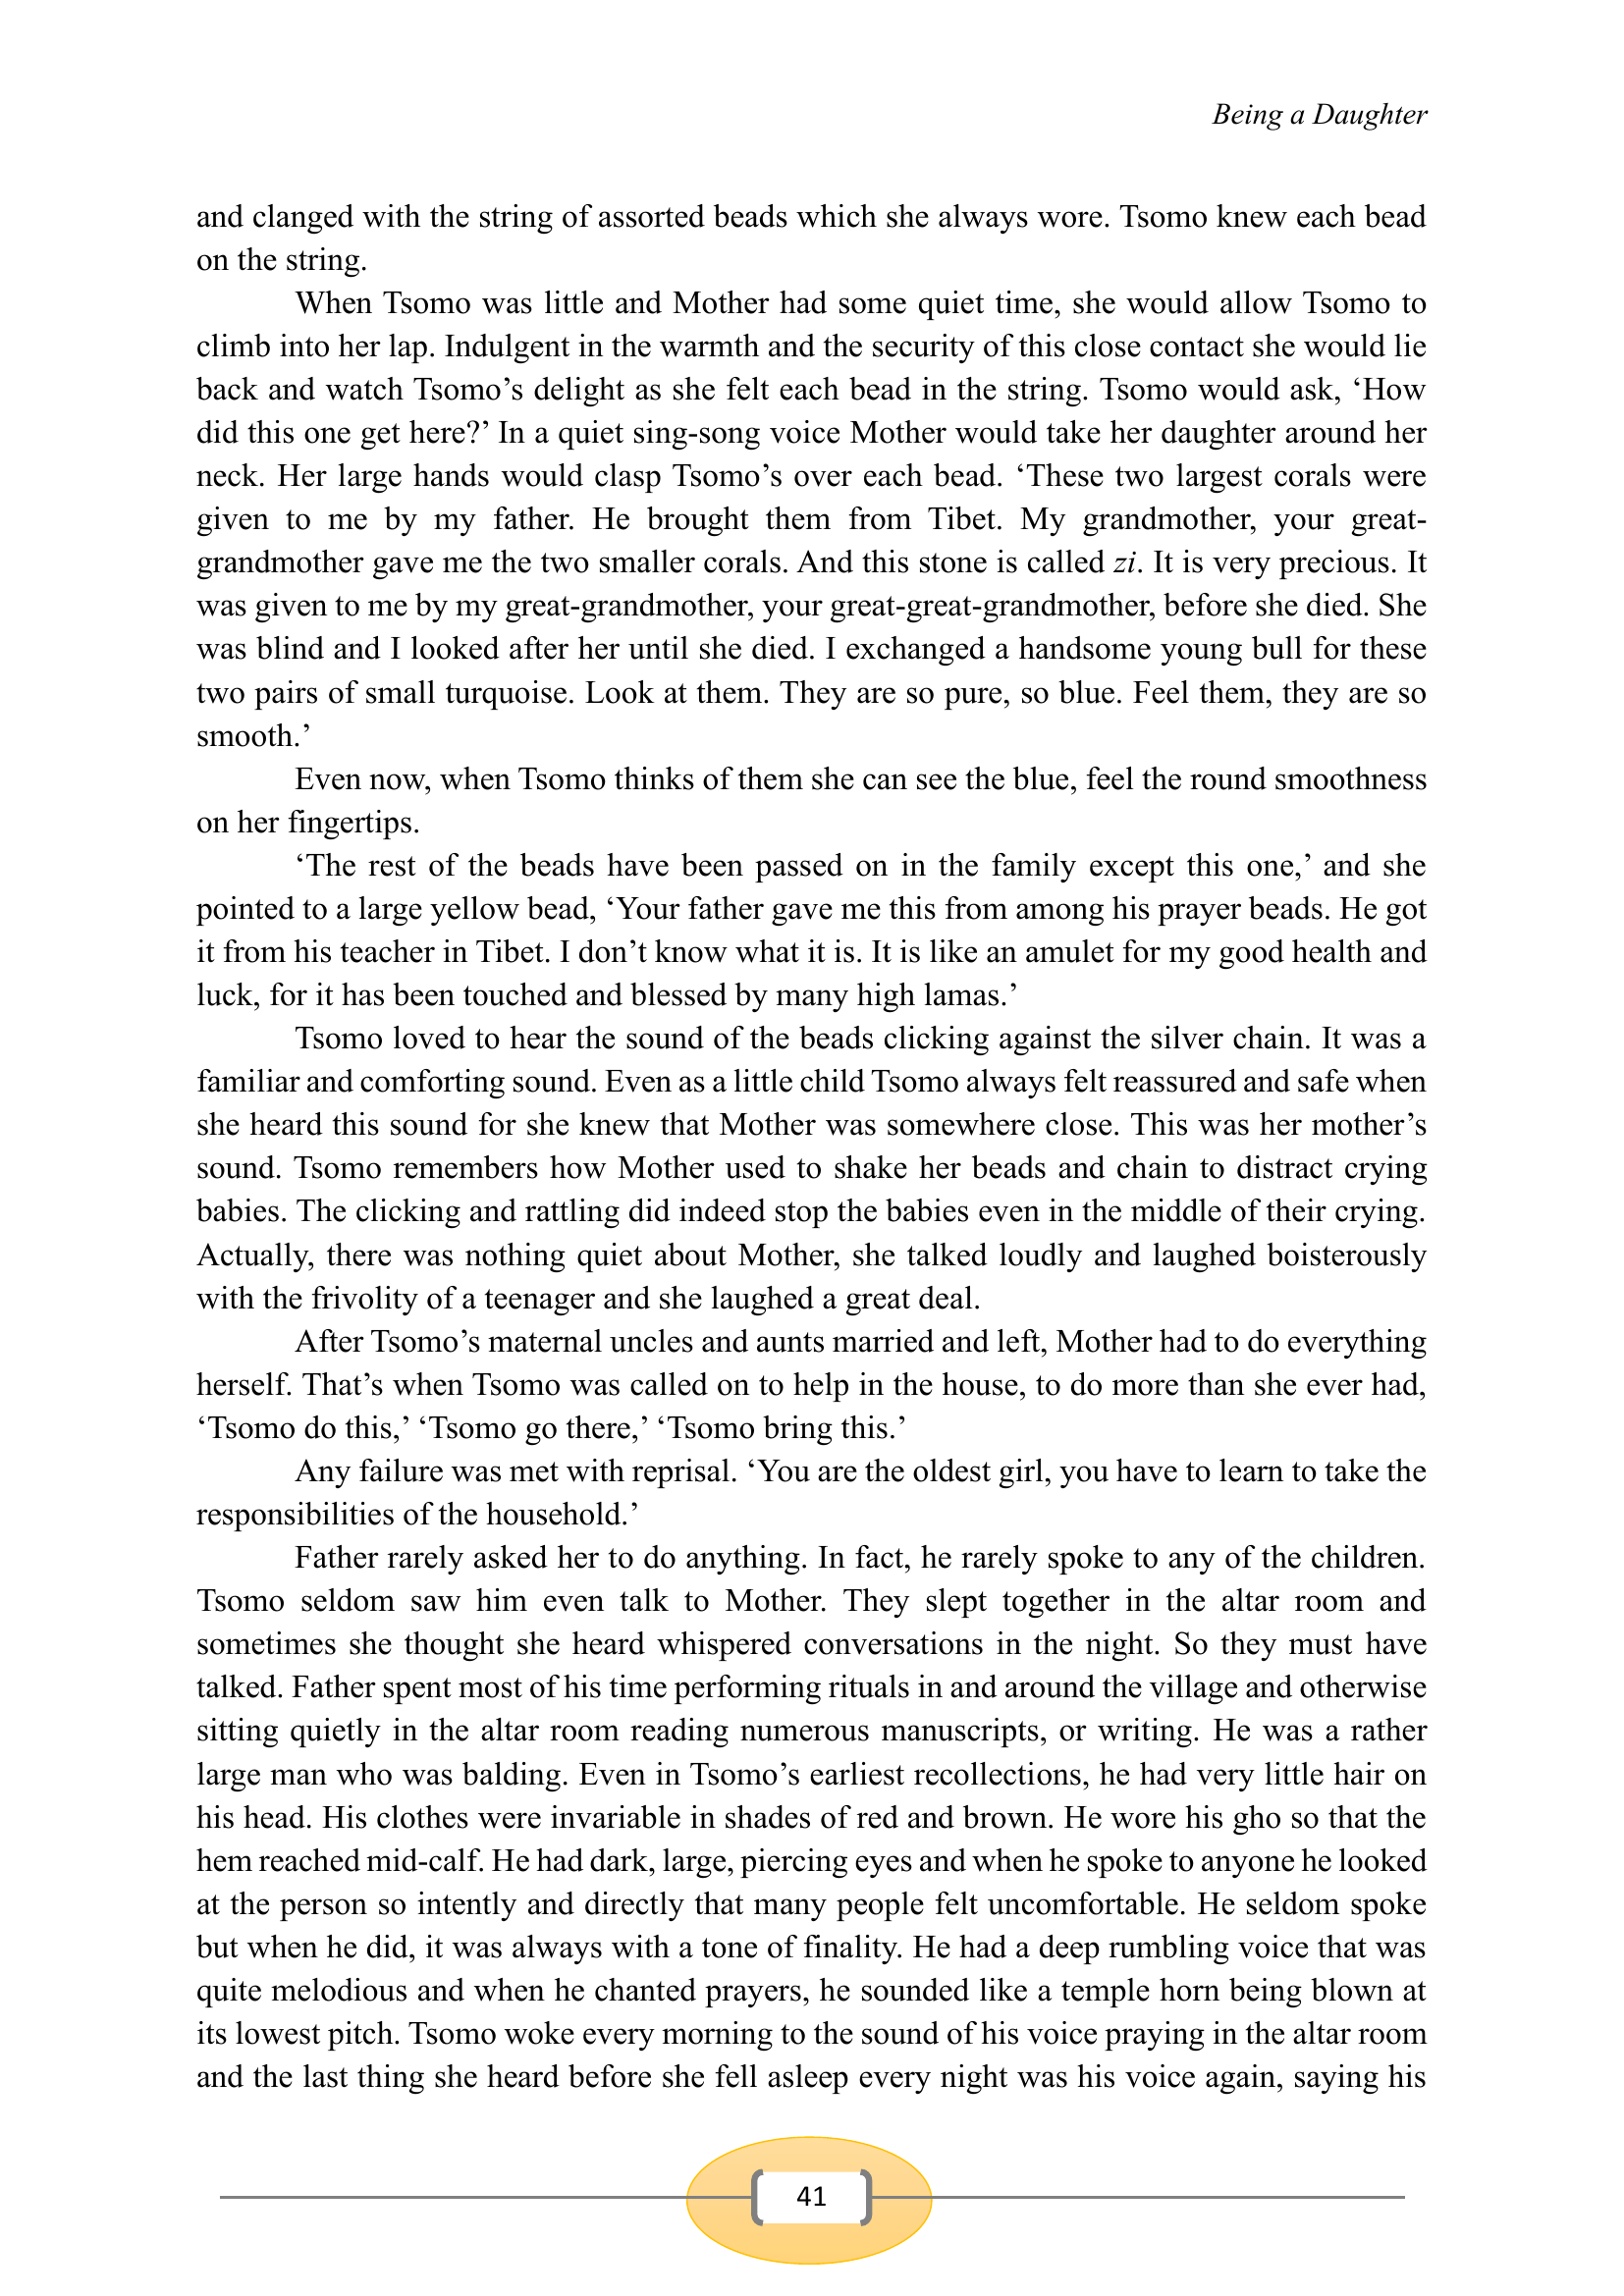 Being a Daughter
and clanged with the string of assorted beads which she always wore. Tsomo knew each bead
on the string.
When Tsomo was little and Mother had some quiet time, she would allow Tsomo to
climb into her lap. Indulgent in the warmth and the security of this close contact she would lie
back and watch Tsomo’s delight as she felt each bead in the string. Tsomo would ask, ‘How
did this one get here?’ In a quiet sing-song voice Mother would take her daughter around her
neck. Her large hands would clasp Tsomo’s over each bead. ‘These two largest corals were
given to me by my father. He brought them from Tibet. My grandmother, your great-
grandmother gave me the two smaller corals. And this stone is called zi. It is very precious. It
was given to me by my great-grandmother, your great-great-grandmother, before she died. She
was blind and I looked after her until she died. I exchanged a handsome young bull for these
two pairs of small turquoise. Look at them. They are so pure, so blue. Feel them, they are so
smooth.’
Even now, when Tsomo thinks of them she can see the blue, feel the round smoothness
on her fingertips.
‘The rest of the beads have been passed on in the family except this one,’ and she
pointed to a large yellow bead, ‘Your father gave me this from among his prayer beads. He got
it from his teacher in Tibet. I don’t know what it is. It is like an amulet for my good health and
luck, for it has been touched and blessed by many high lamas.’
Tsomo loved to hear the sound of the beads clicking against the silver chain. It was a
familiar and comforting sound. Even as a little child Tsomo always felt reassured and safe when
she heard this sound for she knew that Mother was somewhere close. This was her mother’s
sound. Tsomo remembers how Mother used to shake her beads and chain to distract crying
babies. The clicking and rattling did indeed stop the babies even in the middle of their crying.
Actually, there was nothing quiet about Mother, she talked loudly and laughed boisterously
with the frivolity of a teenager and she laughed a great deal.
After Tsomo’s maternal uncles and aunts married and left, Mother had to do everything
herself. That’s when Tsomo was called on to help in the house, to do more than she ever had,
‘Tsomo do this,’ ‘Tsomo go there,’ ‘Tsomo bring this.’
Any failure was met with reprisal. ‘You are the oldest girl, you have to learn to take the
responsibilities of the household.’
Father rarely asked her to do anything. In fact, he rarely spoke to any of the children.
Tsomo seldom saw him even talk to Mother. They slept together in the altar room and
sometimes she thought she heard whispered conversations in the night. So they must have
talked. Father spent most of his time performing rituals in and around the village and otherwise
sitting quietly in the altar room reading numerous manuscripts, or writing. He was a rather
large man who was balding. Even in Tsomo’s earliest recollections, he had very little hair on
his head. His clothes were invariable in shades of red and brown. He wore his gho so that the
hem reached mid-calf. He had dark, large, piercing eyes and when he spoke to anyone he looked
at the person so intently and directly that many people felt uncomfortable. He seldom spoke
but when he did, it was always with a tone of finality. He had a deep rumbling voice that was
quite melodious and when he chanted prayers, he sounded like a temple horn being blown at
its lowest pitch. Tsomo woke every morning to the sound of his voice praying in the altar room
and the last thing she heard before she fell asleep every night was his voice again, saying his
41